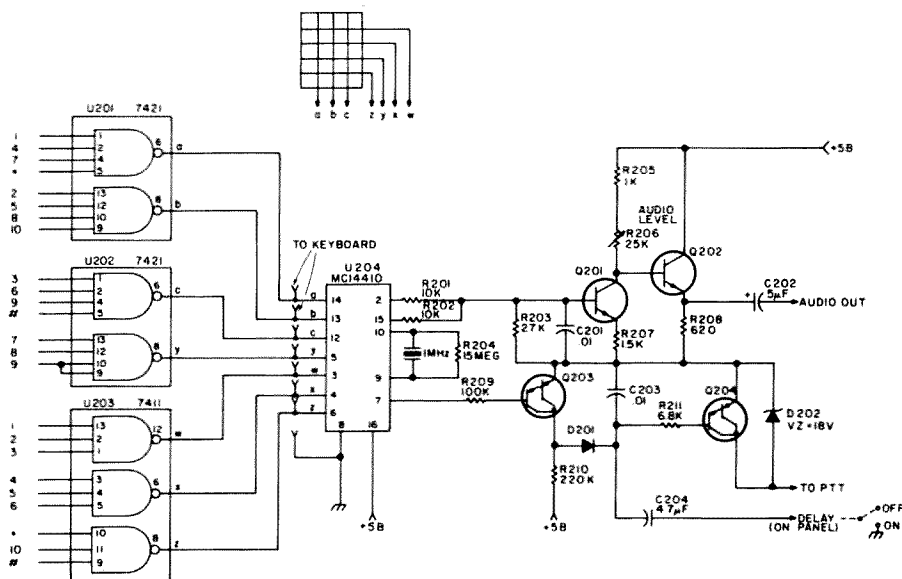 a b c z y x w
U201 7421
1 1
4 2
7 4
* 5
6 a
2 13
5 12
8 10
10 9
8 b
U202 7421
3 1
6 2
9 4
# 5
6 c
7 13
8 12
9 10
9
8 y
U203 7411
1 13
2 2
3 1
12 w
4 3
5 4
6 5
6 x
* 10
10 11
# 9
8 z
TO KEYBOARD
U204
MC14410
a 14
b 13
c 12
y 5
w 3
x 4
z 6
2
15
10
9
7
8 16
+5B
R201
10K
R202
10K
1MHz
R204
15MEG
R209
100K
R203
27K
C201
.01
Q201
R205
1K
AUDIO
LEVEL
R206
25K
R207
1.5K
Q202
+5B
C202
+ 5µF
AUDIO OUT
R208
620
Q203
C203
.01
R211
6.8K
Q204
D202
VZ=18V
D201
R210
220K
+5B
TO PTT
C204
47µF
DELAY
(ON PANEL)
OFF
ON